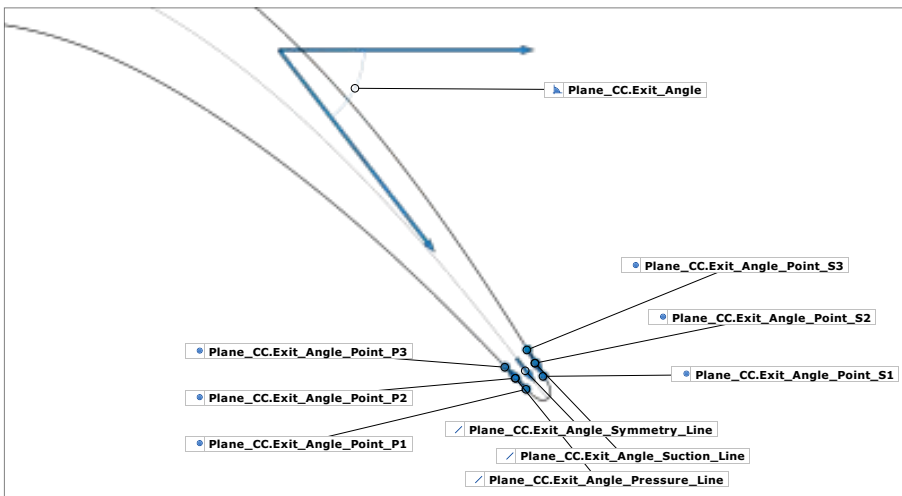 Plane_CC.Exit_Angle
Plane_CC.Exit_Angle_Point_S3
Plane_CC.Exit_Angle_Point_S2
Plane_CC.Exit_Angle_Point_P3
Plane_CC.Exit_Angle_Point_S1
Plane_CC.Exit_Angle_Point_P2
Plane_CC.Exit_Angle_Symmetry_Line
Plane_CC.Exit_Angle_Point_P1
Plane_CC.Exit_Angle_Suction_Line
Plane_CC.Exit_Angle_Pressure_Line